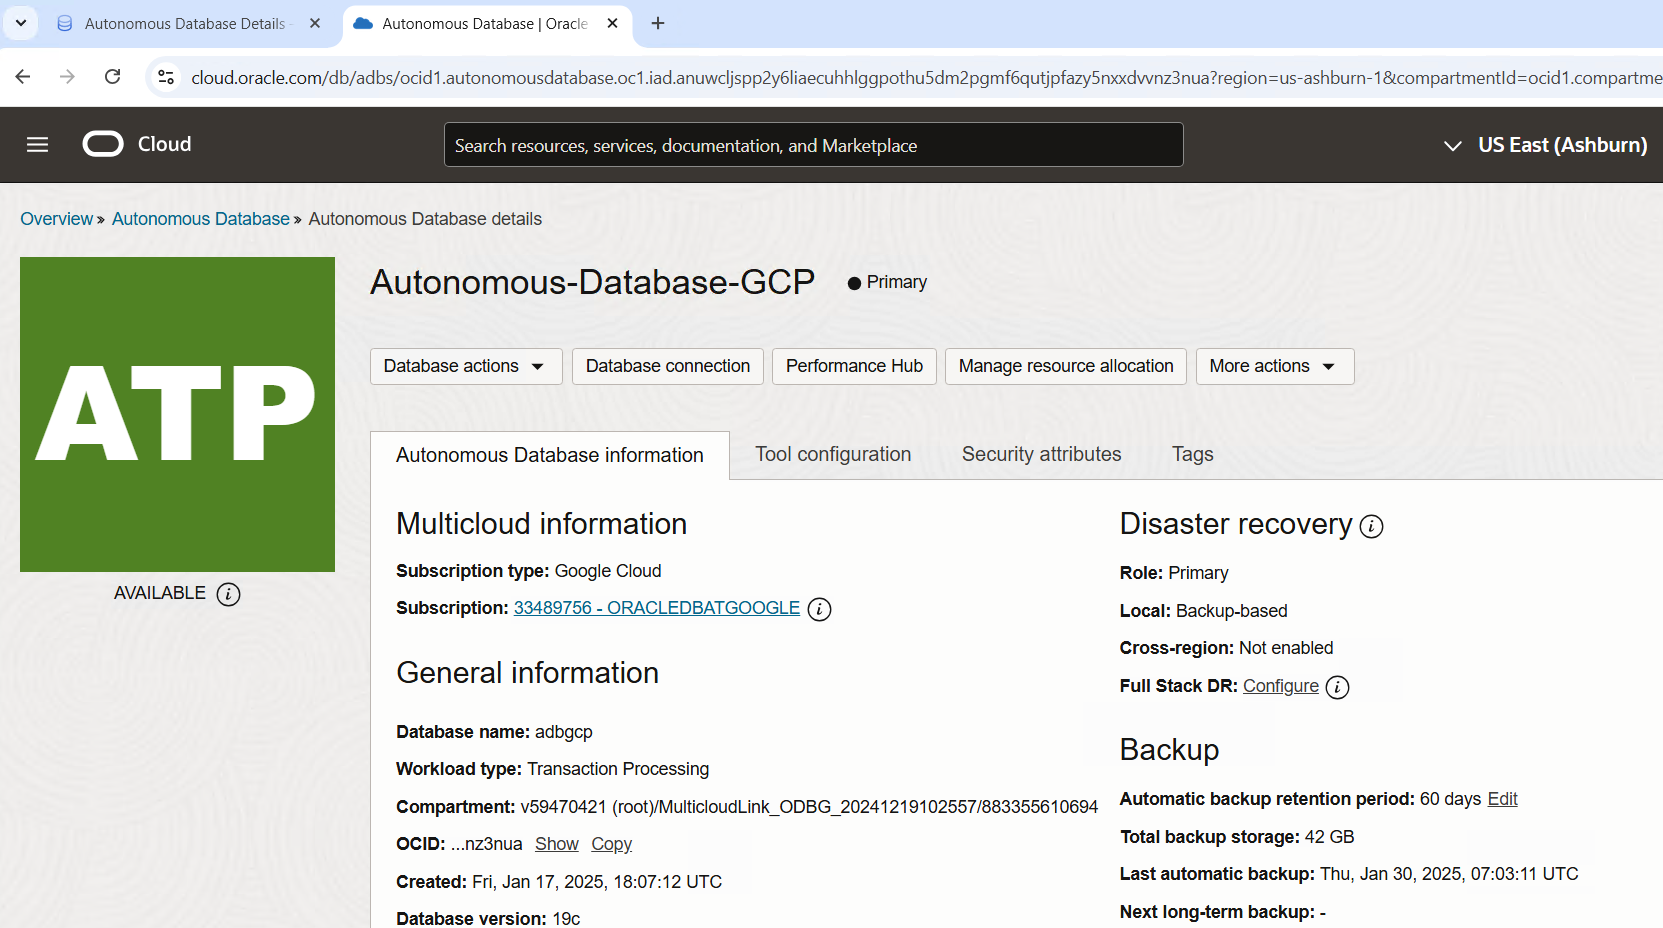 Autonomous Database Details
Autonomous Database | Oracle
cloud.oracle.com/db/adbs/ocid1.autonomousdatabase.oc1.iad.anuwcljspp2y6liaecuhhlggpothu5dm2pgmf6qutjpfazy5nxxdvvnz3nua?region=us-ashburn-1&compartmentId=ocid1.compartme
Cloud
Search resources, services, documentation, and Marketplace
US East (Ashburn)
Overview » Autonomous Database » Autonomous Database details
ATP
AVAILABLE i
Autonomous-Database-GCP
Primary
Database actions
Database connection
Performance Hub
Manage resource allocation
More actions
Autonomous Database information
Tool configuration
Security attributes
Tags
Multicloud information
Subscription type: Google Cloud
Subscription: 33489756 - ORACLEDBATGOOGLE i
General information
Database name: adbgcp
Workload type: Transaction Processing
Compartment: v59470421 (root)/MulticloudLink_ODBG_20241219102557/883355610694
OCID: ...nz3nua Show Copy
Created: Fri, Jan 17, 2025, 18:07:12 UTC
Database version: 19c
Disaster recovery i
Role: Primary
Local: Backup-based
Cross-region: Not enabled
Full Stack DR: Configure i
Backup
Automatic backup retention period: 60 days Edit
Total backup storage: 42 GB
Last automatic backup: Thu, Jan 30, 2025, 07:03:11 UTC
Next long-term backup: -